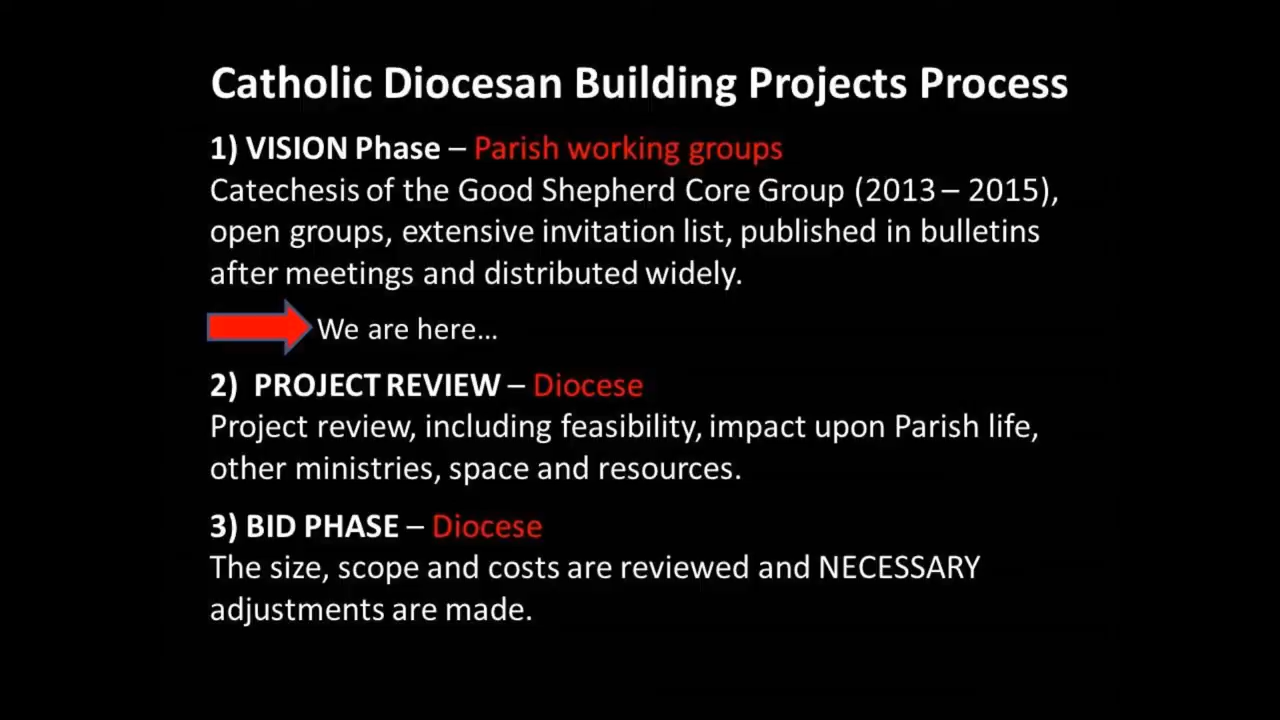 Catholic Diocesan Building Projects Process
1) VISION Phase – Parish working groups
Catechesis of the Good Shepherd Core Group (2013 – 2015),
open groups, extensive invitation list, published in bulletins
after meetings and distributed widely.
We are here…
2) PROJECT REVIEW – Diocese
Project review, including feasibility, impact upon Parish life,
other ministries, space and resources.
3) BID PHASE – Diocese
The size, scope and costs are reviewed and NECESSARY
adjustments are made.